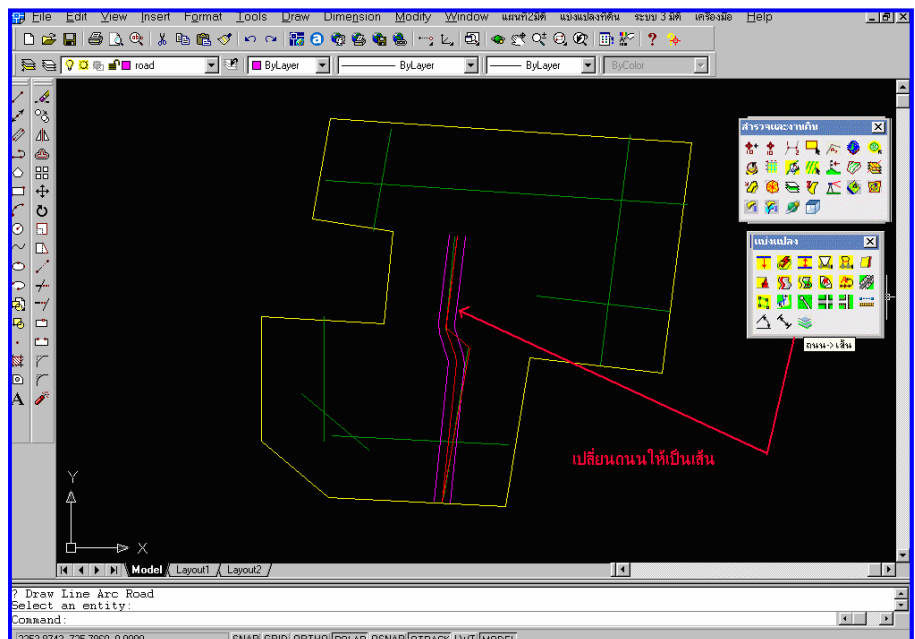 File Edit View Insert Format Tools Draw Dimension Modify Window แผนที่2มิติ แบ่งแปลงที่ดิน ระบบ 3 มิติ เครื่องมือ Help
road ByLayer ByLayer ByLayer ByColor
สำรวจและงานดิน
แบ่งแปลง
ถนน->เส้น
เปลี่ยนถนนให้เป็นเส้น
Y
X
Model Layout1 Layout2
? Draw Line Arc Road
Select an entity:
Command:
SNAP GRID ORTHO POLAR OSNAP OTRACK LWT MODEL